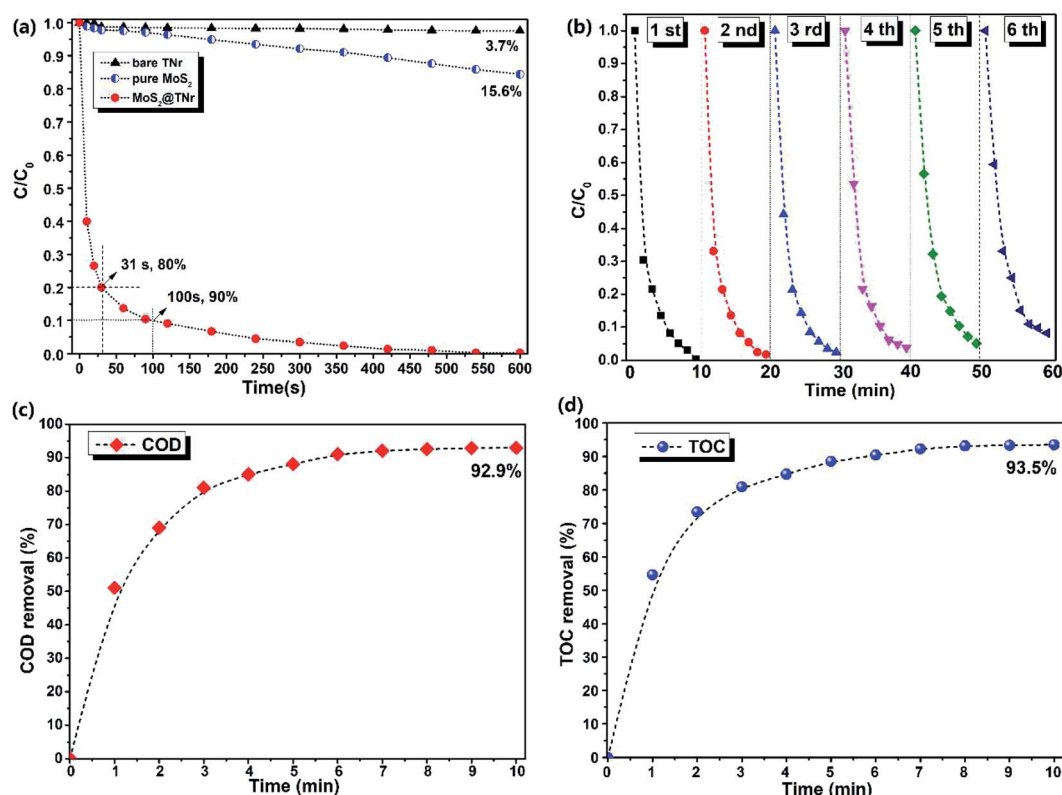 (a)
C/C0
1.0
0.9
0.8
0.7
0.6
0.5
0.4
0.3
0.2
0.1
0.0
bare TNr
pure MoS2
MoS2@TNr
3.7%
15.6%
31 s, 80%
100s, 90%
0 50 100 150 200 250 300 350 400 450 500 550 600
Time(s)
(b)
C/C0
1 st 2 nd 3 rd 4 th 5 th 6 th
1.0
0.9
0.8
0.7
0.6
0.5
0.4
0.3
0.2
0.1
0.0
0 10 20 30 40 50 60
Time (min)
(c)
COD removal (%)
100
90
80
70
60
50
40
30
20
10
0
COD
92.9%
0 1 2 3 4 5 6 7 8 9 10
Time (min)
(d)
TOC removal (%)
100
90
80
70
60
50
40
30
20
10
0
TOC
93.5%
0 1 2 3 4 5 6 7 8 9 10
Time (min)